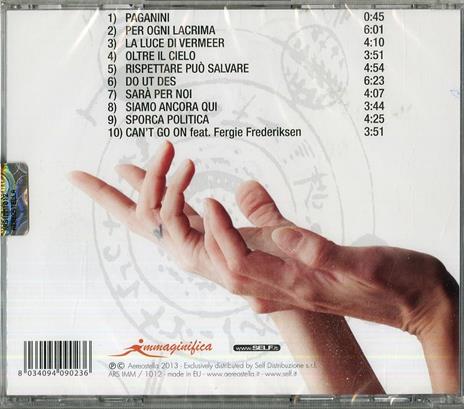 1) PAGANINI 0:45
2) PER OGNI LACRIMA 6:01
3) LA LUCE DI VERMEER 4:10
4) OLTRE IL CIELO 3:51
5) RISPETTARE PUÒ SALVARE 4:54
6) DO UT DES 6:23
7) SARÀ PER NOI 4:07
8) SIAMO ANCORA QUI 3:44
9) SPORCA POLITICA 4:25
10) CAN'T GO ON feat. Fergie Frederiksen 3:51
immaginifica
www.SELF.it
℗© Aereostella 2013 - Exclusively distributed by Self Distribuzione s.r.l.
ARS IMM / 1012 - made in EU - www.aereostella.it - www.self.it
8 034094 090236